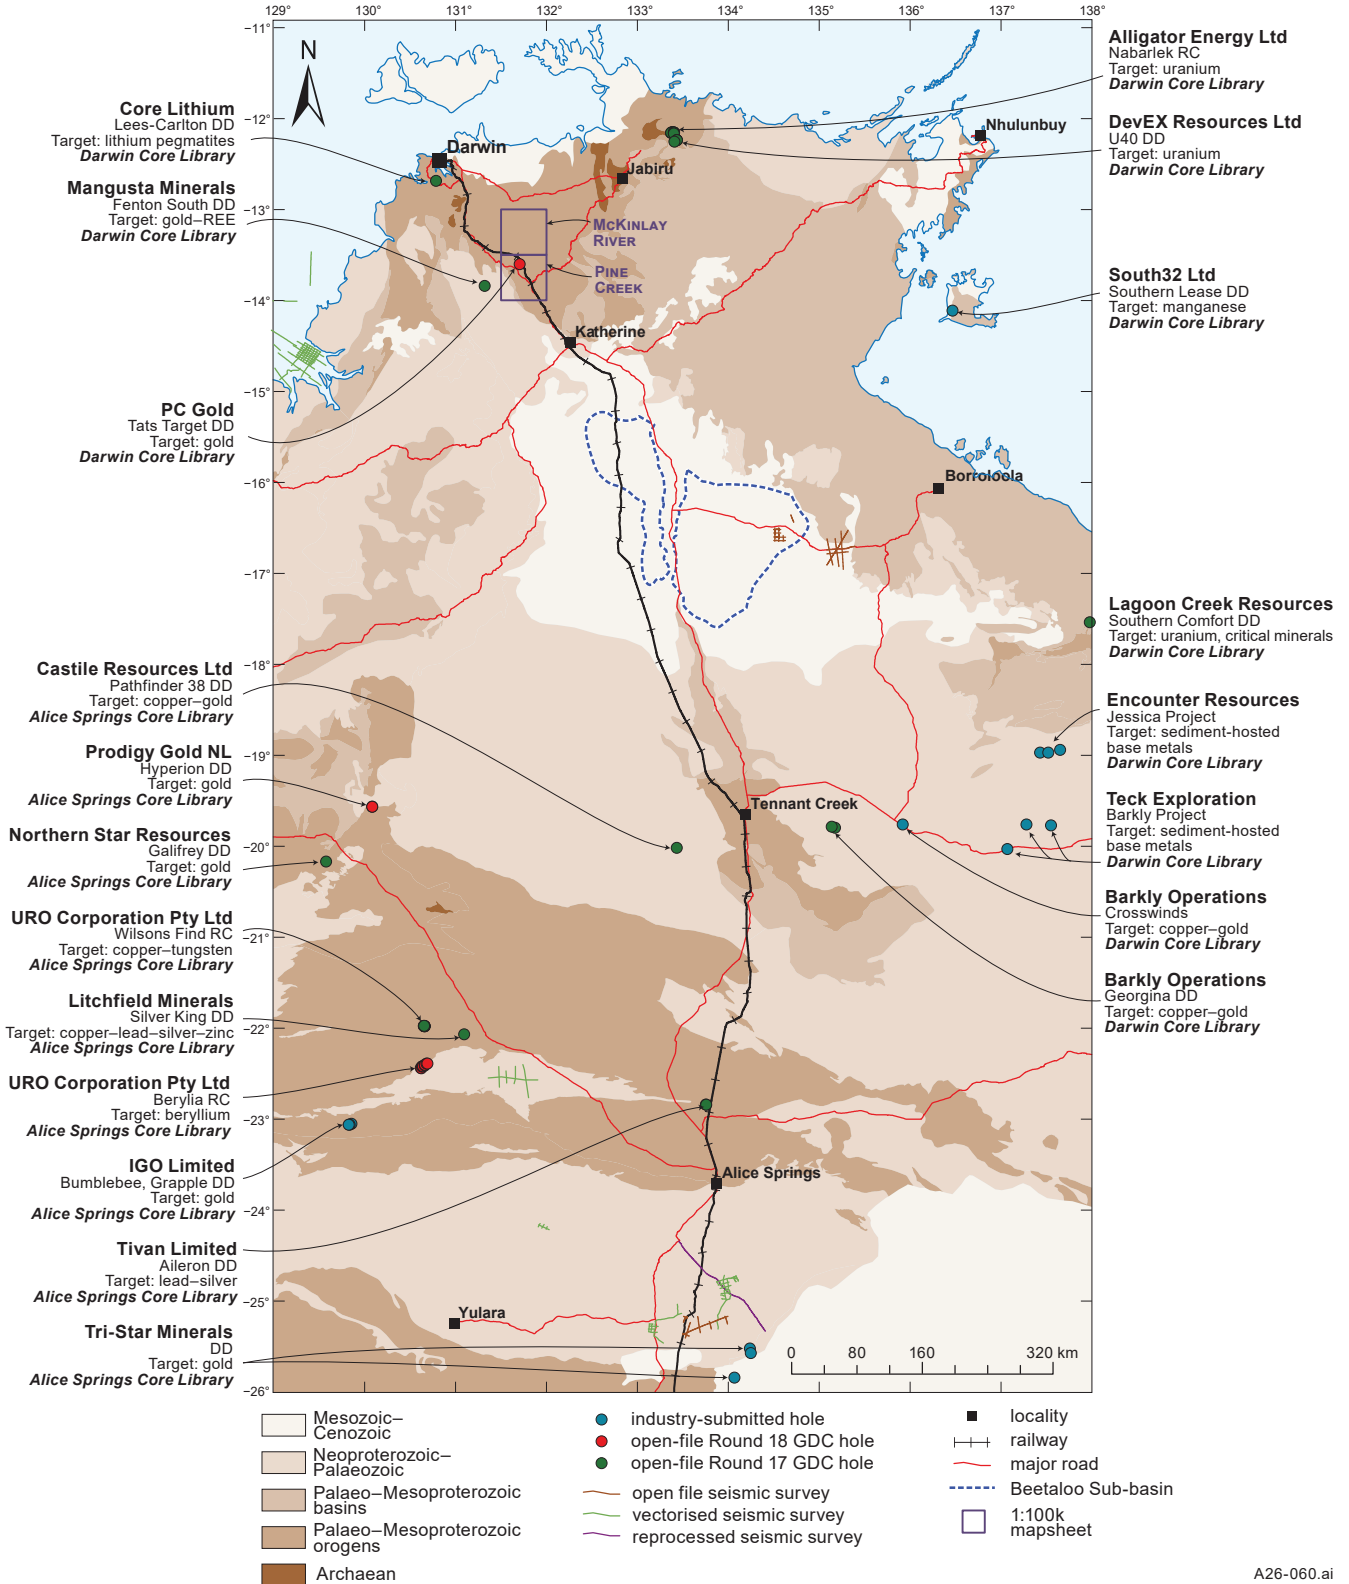 129°
130°
131°
132°
133°
134°
135°
136°
137°
138°
−11°
−12°
−13°
−14°
−15°
−16°
−17°
−18°
−19°
−20°
−21°
−22°
−23°
−24°
−25°
−26°
N
Core Lithium
Lees-Carlton DD
Target: lithium pegmatites
Darwin Core Library
Mangusta Minerals
Fenton South DD
Target: gold–REE
Darwin Core Library
PC Gold
Tats Target DD
Target: gold
Darwin Core Library
Castile Resources Ltd
Pathfinder 38 DD
Target: copper–gold
Alice Springs Core Library
Prodigy Gold NL
Hyperion DD
Target: gold
Alice Springs Core Library
Northern Star Resources
Galifrey DD
Target: gold
Alice Springs Core Library
URO Corporation Pty Ltd
Wilsons Find RC
Target: copper–tungsten
Alice Springs Core Library
Litchfield Minerals
Silver King DD
Target: copper–lead–silver–zinc
Alice Springs Core Library
URO Corporation Pty Ltd
Berylia RC
Target: beryllium
Alice Springs Core Library
IGO Limited
Bumblebee, Grapple DD
Target: gold
Alice Springs Core Library
Tivan Limited
Aileron DD
Target: lead–silver
Alice Springs Core Library
Tri-Star Minerals
DD
Target: gold
Alice Springs Core Library
Darwin
Jabiru
Nhulunbuy
McKinlay
River
Pine
Creek
Katherine
Borroloola
Tennant Creek
Alice Springs
Yulara
Alligator Energy Ltd
Nabarlek RC
Target: uranium
Darwin Core Library
DevEX Resources Ltd
U40 DD
Target: uranium
Darwin Core Library
South32 Ltd
Southern Lease DD
Target: manganese
Darwin Core Library
Lagoon Creek Resources
Southern Comfort DD
Target: uranium, critical minerals
Darwin Core Library
Encounter Resources
Jessica Project
Target: sediment-hosted
base metals
Darwin Core Library
Teck Exploration
Barkly Project
Target: sediment-hosted
base metals
Darwin Core Library
Barkly Operations
Crosswinds
Target: copper–gold
Darwin Core Library
Barkly Operations
Georgina DD
Target: copper–gold
Darwin Core Library
0 80 160 320 km
Mesozoic–
Cenozoic
Neoproterozoic–
Palaeozoic
Palaeo–Mesoproterozoic
basins
Palaeo–Mesoproterozoic
orogens
Archaean
industry-submitted hole
open-file Round 18 GDC hole
open-file Round 17 GDC hole
open file seismic survey
vectorised seismic survey
reprocessed seismic survey
locality
railway
major road
Beetaloo Sub-basin
1:100k
mapsheet
A26-060.ai